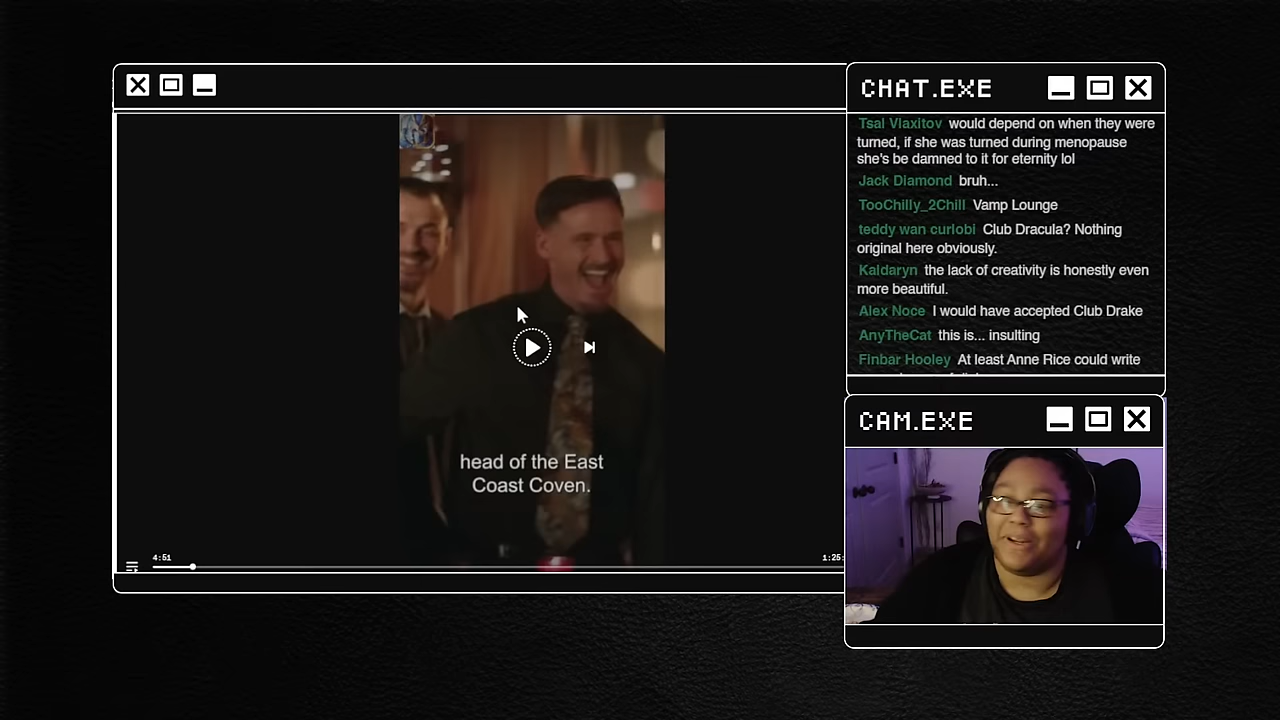 CHAT.EXE
Tsal Vlaxitov would depend on when they were
turned, if she was turned during menopause
she's be damned to it for eternity lol
Jack Diamond bruh...
TooChilly_2Chill Vamp Lounge
teddy wan curlobi Club Dracula? Nothing
original here obviously.
Kaldaryn the lack of creativity is honestly even
more beautiful.
Alex Noce I would have accepted Club Drake
AnyTheCat this is... insulting
Finbar Hooley At least Anne Rice could write
head of the East
Coast Coven.
4:51
1:25:
CAM.EXE